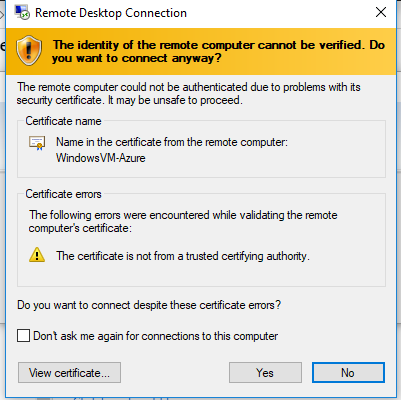 Remote Desktop Connection
The identity of the remote computer cannot be verified. Do
you want to connect anyway?
The remote computer could not be authenticated due to problems with its
security certificate. It may be unsafe to proceed.
Certificate name
Name in the certificate from the remote computer:
WindowsVM-Azure
Certificate errors
The following errors were encountered while validating the remote
computer's certificate:
The certificate is not from a trusted certifying authority.
Do you want to connect despite these certificate errors?
Don't ask me again for connections to this computer
View certificate...
Yes
No